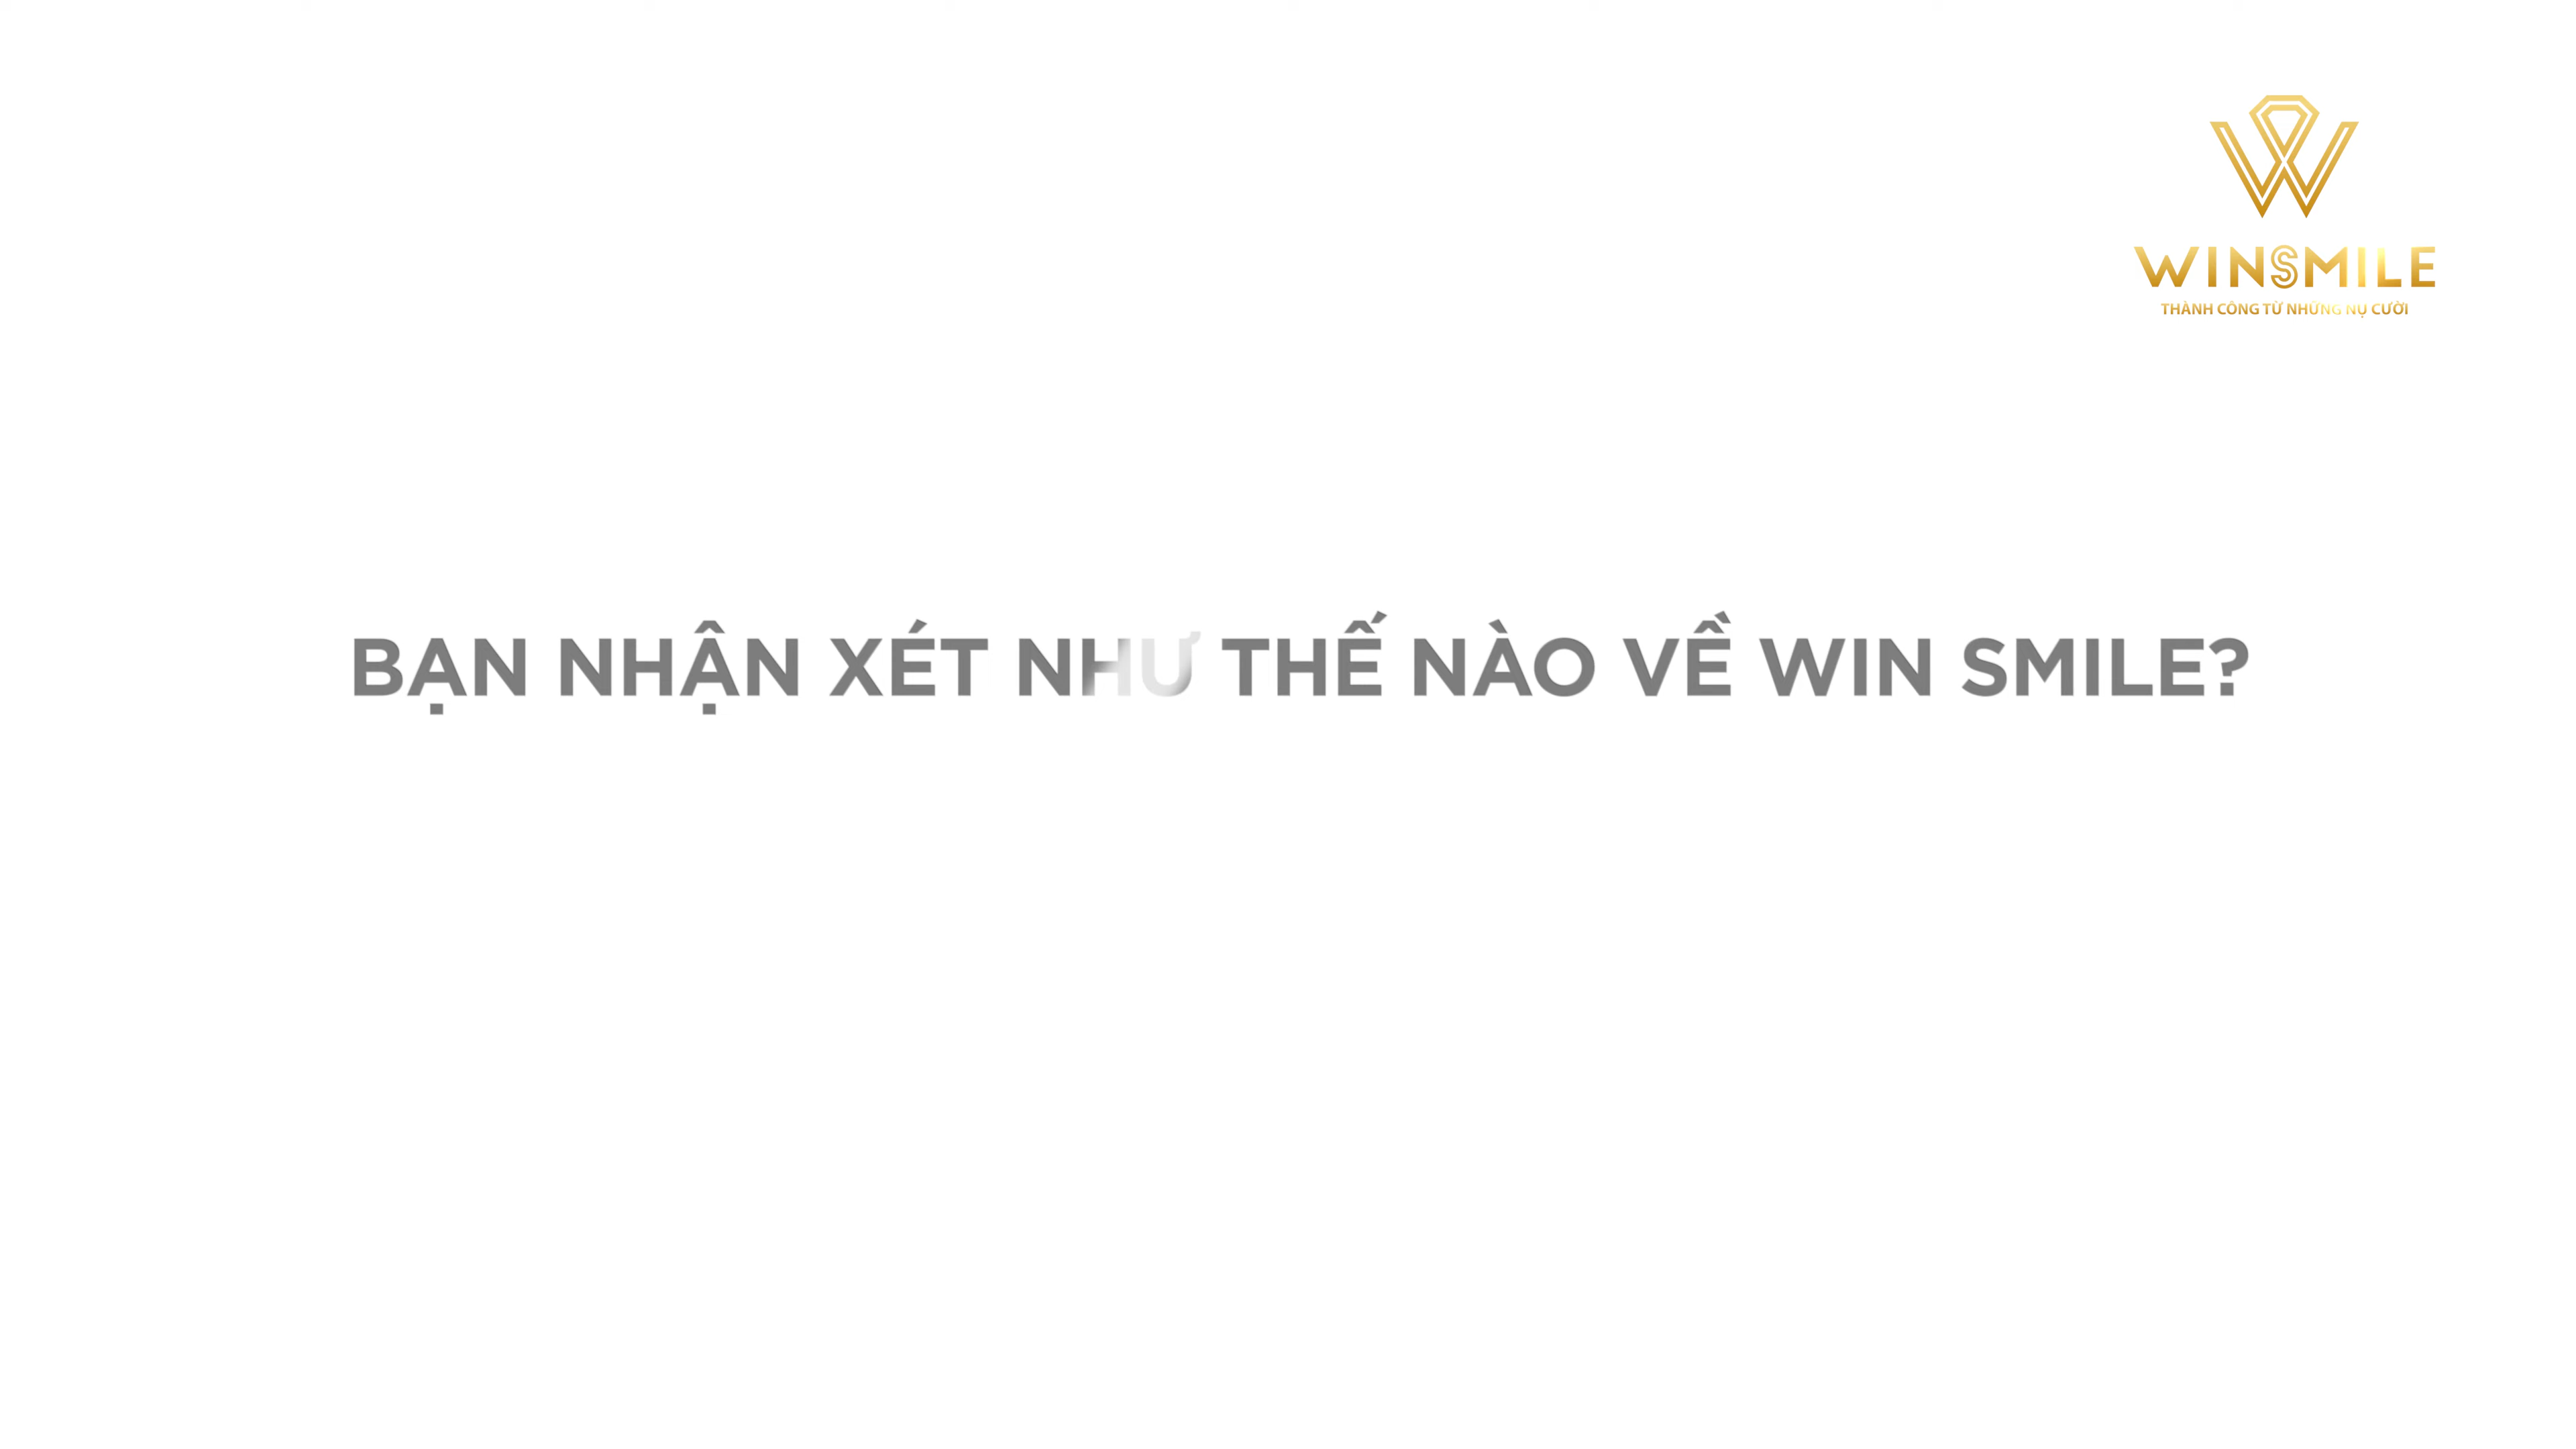 WINSMILE
THÀNH CÔNG TỪ NHỮNG NỤ CƯỜI
BẠN NHẬN XÉT NHƯ THẾ NÀO VỀ WIN SMILE?